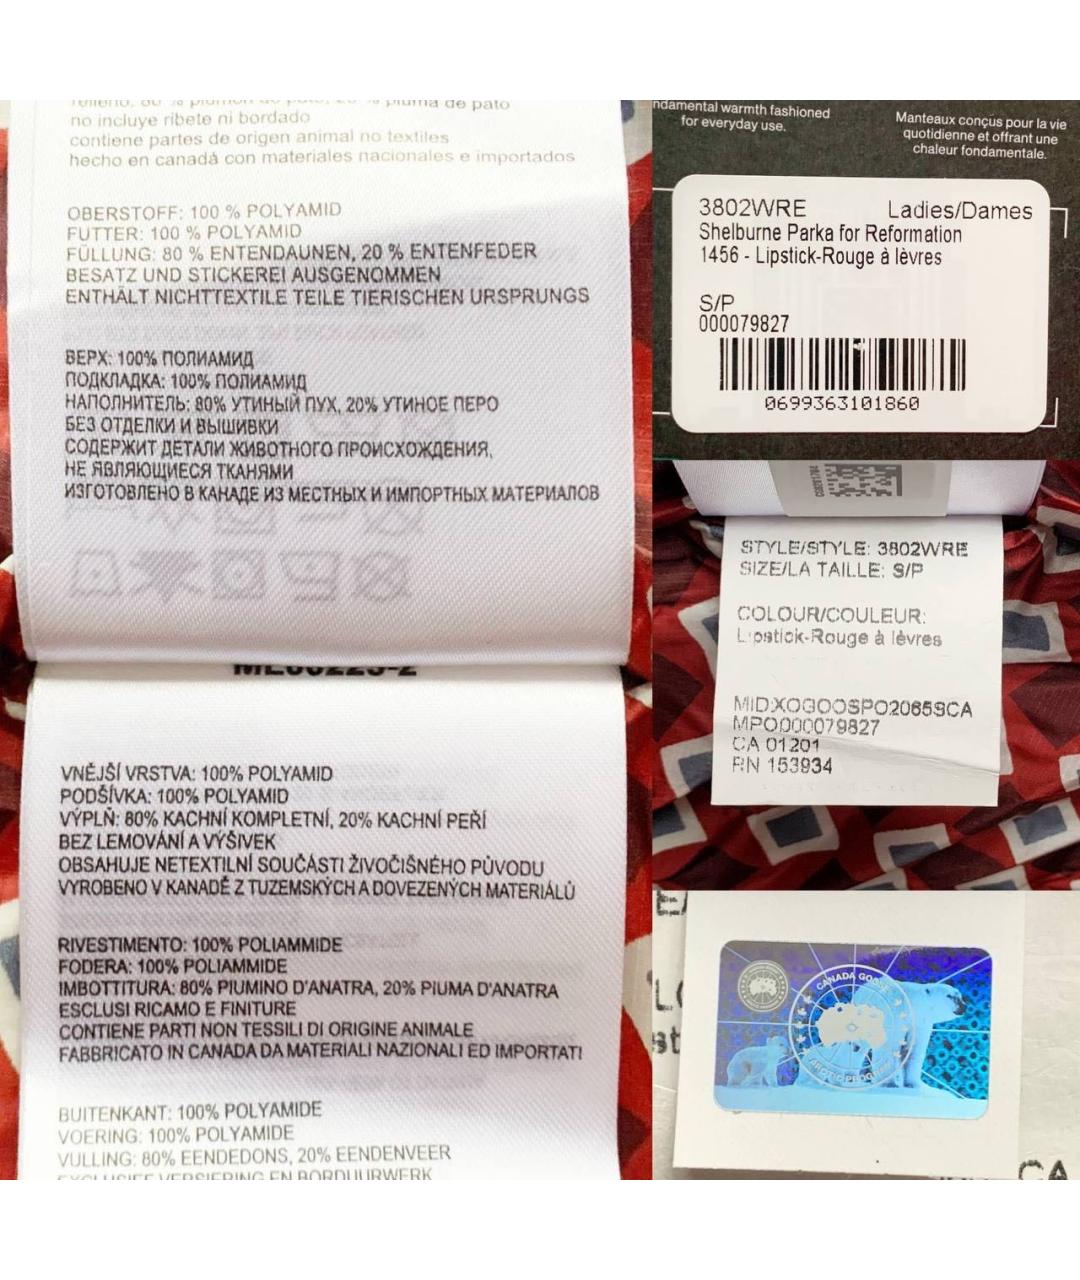 no incluye ribete ni bordado
contiene partes de origen animal no textiles
hecho en canadá con materiales nacionales e importados
OBERSTOFF: 100 % POLYAMID
FUTTER: 100 % POLYAMID
FÜLLUNG: 80 % ENTENDAUNEN, 20 % ENTENFEDER
BESATZ UND STICKEREI AUSGENOMMEN
ENTHÄLT NICHTTEXTILE TEILE TIERISCHEN URSPRUNGS
ВЕРХ: 100% ПОЛИАМИД
ПОДКЛАДКА: 100% ПОЛИАМИД
НАПОЛНИТЕЛЬ: 80% УТИНЫЙ ПУХ, 20% УТИНОЕ ПЕРО
БЕЗ ОТДЕЛКИ И ВЫШИВКИ
СОДЕРЖИТ ДЕТАЛИ ЖИВОТНОГО ПРОИСХОЖДЕНИЯ,
НЕ ЯВЛЯЮЩИЕСЯ ТКАНЯМИ
ИЗГОТОВЛЕНО В КАНАДЕ ИЗ МЕСТНЫХ И ИМПОРТНЫХ МАТЕРИАЛОВ
VNĚJŠÍ VRSTVA: 100% POLYAMID
PODŠÍVKA: 100% POLYAMID
VÝPLŇ: 80% KACHNÍ KOMPLETNÍ, 20% KACHNÍ PEŘÍ
BEZ LEMOVÁNÍ A VÝŠIVEK
OBSAHUJE NETEXTILNÍ SOUČÁSTI ŽIVOČIŠNÉHO PŮVODU
VYROBENO V KANADĚ Z TUZEMSKÝCH A DOVEZENÝCH MATERIÁLŮ
RIVESTIMENTO: 100% POLIAMMIDE
FODERA: 100% POLIAMMIDE
IMBOTTITURA: 80% PIUMINO D'ANATRA, 20% PIUMA D'ANATRA
ESCLUSI RICAMO E FINITURE
CONTIENE PARTI NON TESSILI DI ORIGINE ANIMALE
FABBRICATO IN CANADA DA MATERIALI NAZIONALI ED IMPORTATI
BUITENKANT: 100% POLYAMIDE
VOERING: 100% POLYAMIDE
VULLING: 80% EENDEDONS, 20% EENDENVEER
EXCLUSIEF VERSIERING EN BORDUURWERK
warmth fashioned
for everyday use.
Manteaux conçus pour la vie
quotidienne et offrant une
chaleur fondamentale.
3802WRE Ladies/Dames
Shelburne Parka for Reformation
1456 - Lipstick-Rouge à lèvres
S/P
000079827
0699363101860
STYLE/STYLE: 3802WRE
SIZE/LA TAILLE: S/P
COLOUR/COULEUR:
Lipstick-Rouge à lèvres
MIDXOGOOSPO2065SCA
MPO000079827
CA 01201
RN 153934
CANADA GOOSE
ARCTIC PROGRAM
CA